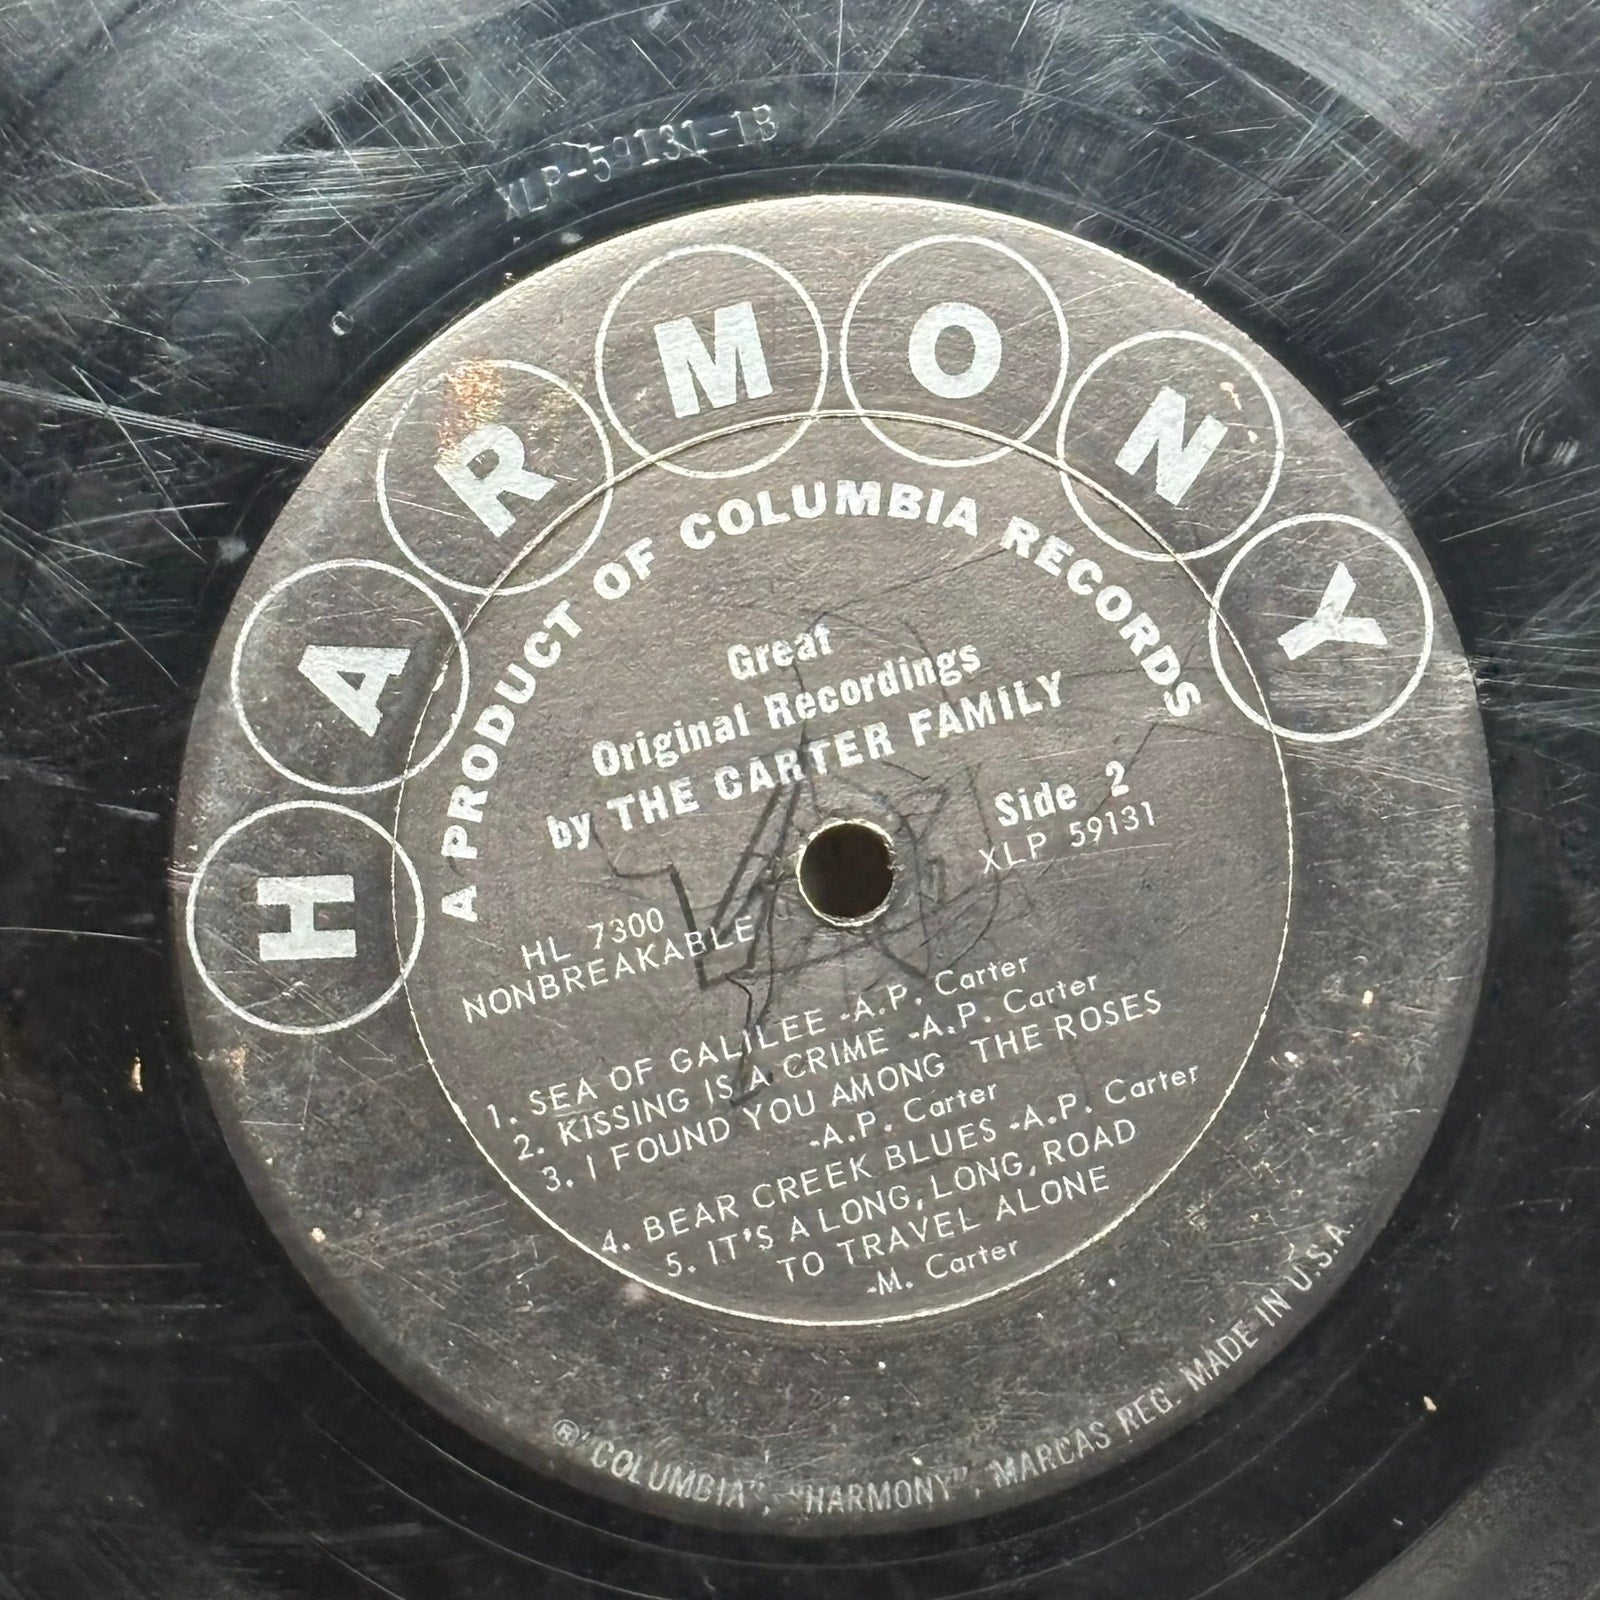 XLP-59131-1B
HARMONY
A PRODUCT OF COLUMBIA RECORDS
Great
Original Recordings
by THE CARTER FAMILY
Side 2
XLP 59131
HL 7300
NONBREAKABLE
1. SEA OF GALILEE -A.P. Carter
2. KISSING IS A CRIME -A.P. Carter
3. I FOUND YOU AMONG THE ROSES
-A.P. Carter
4. BEAR CREEK BLUES -A.P. Carter
5. IT'S A LONG, LONG, ROAD
TO TRAVEL ALONE
-M. Carter
® "COLUMBIA", "HARMONY", MARCAS REG. MADE IN U.S.A